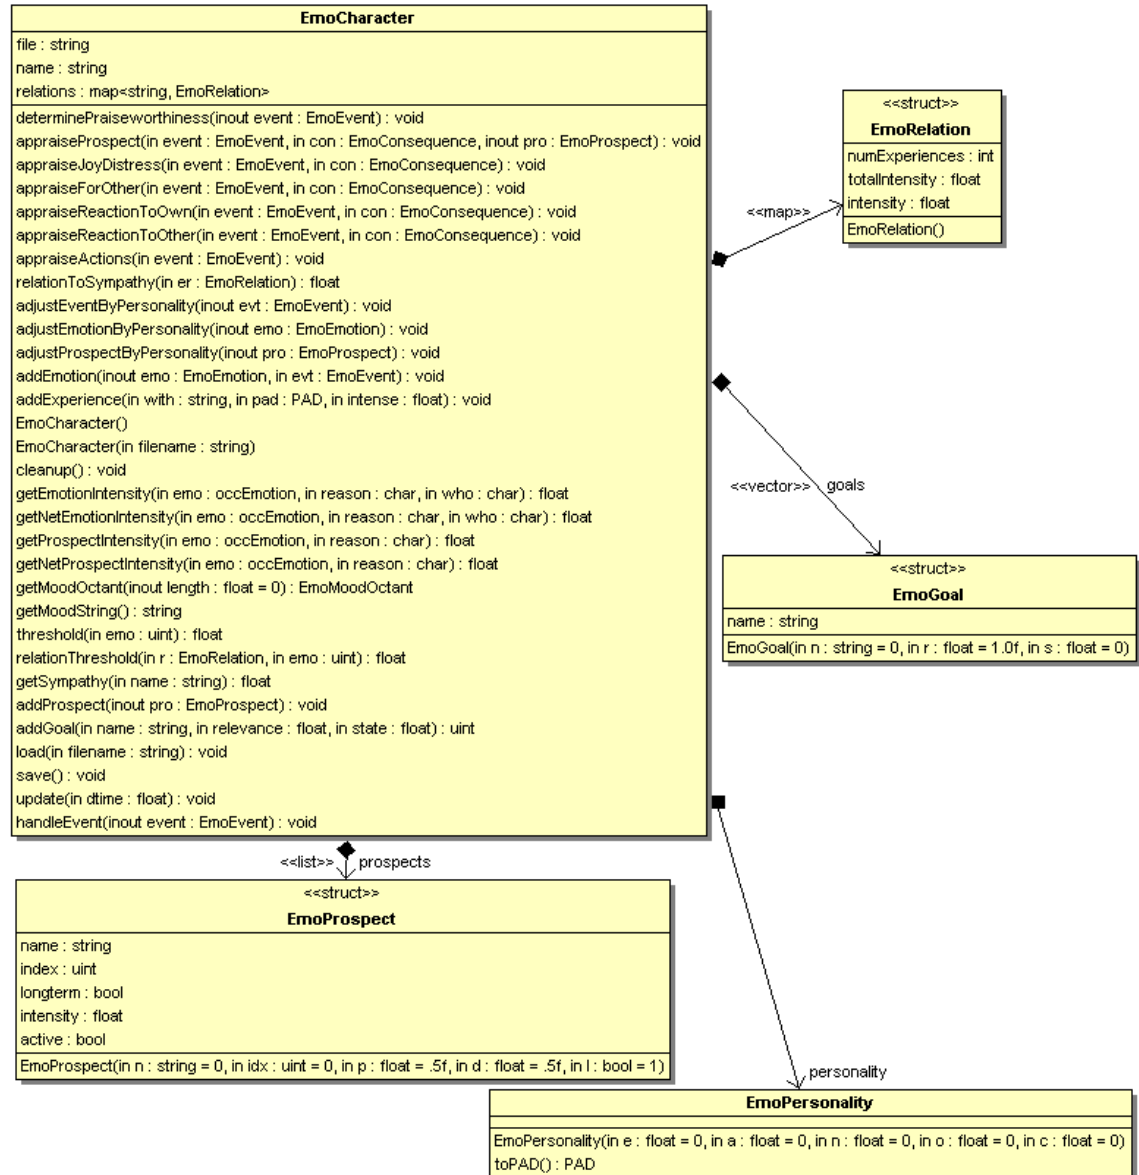 EmoCharacter
file : string
name : string
relations : map<string, EmoRelation>
determinePraiseworthiness(inout event : EmoEvent) : void
appraiseProspect(in event : EmoEvent, in con : EmoConsequence, inout pro : EmoProspect) : void
appraiseJoyDistress(in event : EmoEvent, in con : EmoConsequence) : void
appraiseForOther(in event : EmoEvent, in con : EmoConsequence) : void
appraiseReactionToOwn(in event : EmoEvent, in con : EmoConsequence) : void
appraiseReactionToOther(in event : EmoEvent, in con : EmoConsequence) : void
appraiseActions(in event : EmoEvent) : void
relationToSympathy(in er : EmoRelation) : float
adjustEventByPersonality(inout evt : EmoEvent) : void
adjustEmotionByPersonality(inout emo : EmoEmotion) : void
adjustProspectByPersonality(inout pro : EmoProspect) : void
addEmotion(inout emo : EmoEmotion, in evt : EmoEvent) : void
addExperience(in with : string, in pad : PAD, in intense : float) : void
EmoCharacter()
EmoCharacter(in filename : string)
cleanup() : void
getEmotionIntensity(in emo : occEmotion, in reason : char, in who : char) : float
getNetEmotionIntensity(in emo : occEmotion, in reason : char, in who : char) : float
getProspectIntensity(in emo : occEmotion, in reason : char) : float
getNetProspectIntensity(in emo : occEmotion, in reason : char) : float
getMoodOctant(inout length : float = 0) : EmoMoodOctant
getMoodString() : string
threshold(in emo : uint) : float
relationThreshold(in r : EmoRelation, in emo : uint) : float
getSympathy(in name : string) : float
addProspect(inout pro : EmoProspect) : void
addGoal(in name : string, in relevance : float, in state : float) : uint
load(in filename : string) : void
save() : void
update(in dtime : float) : void
handleEvent(inout event : EmoEvent) : void
<<struct>>
EmoRelation
numExperiences : int
totalIntensity : float
intensity : float
EmoRelation()
<<map>>
<<vector>> goals
<<struct>>
EmoGoal
name : string
EmoGoal(in n : string = 0, in r : float = 1.0f, in s : float = 0)
<<list>> prospects
<<struct>>
EmoProspect
name : string
index : uint
longterm : bool
intensity : float
active : bool
EmoProspect(in n : string = 0, in idx : uint = 0, in p : float = .5f, in d : float = .5f, in l : bool = 1)
personality
EmoPersonality
EmoPersonality(in e : float = 0, in a : float = 0, in n : float = 0, in o : float = 0, in c : float = 0)
toPAD() : PAD